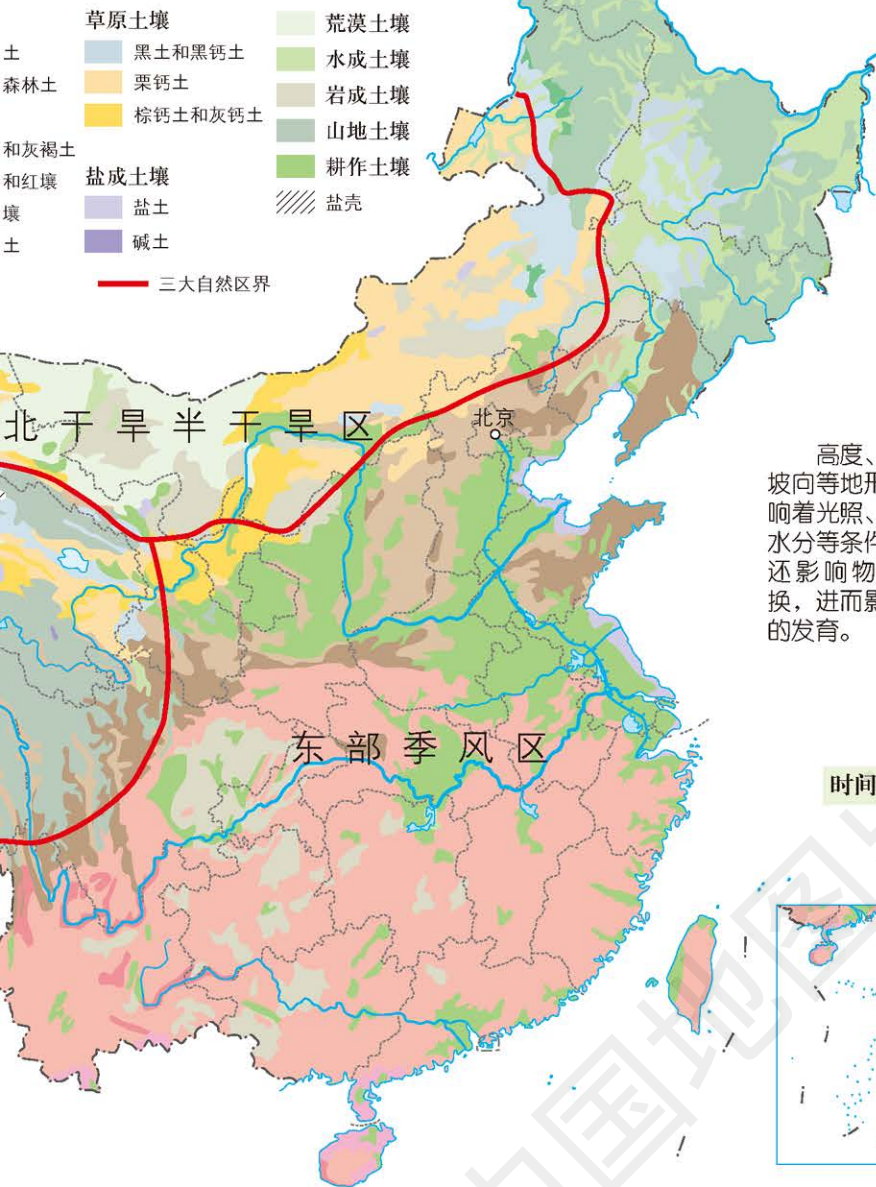 土
森林土
和灰褐土
和红壤
壤
土
草原土壤
黑土和黑钙土
栗钙土
棕钙土和灰钙土
盐成土壤
盐土
碱土
荒漠土壤
水成土壤
岩成土壤
山地土壤
耕作土壤
盐壳
三大自然区界
北干旱半干旱区
北京
东部季风区
高度、
坡向等地形
响着光照、
水分等条件
还影响物
换，进而影
的发育。
时间
中国地图